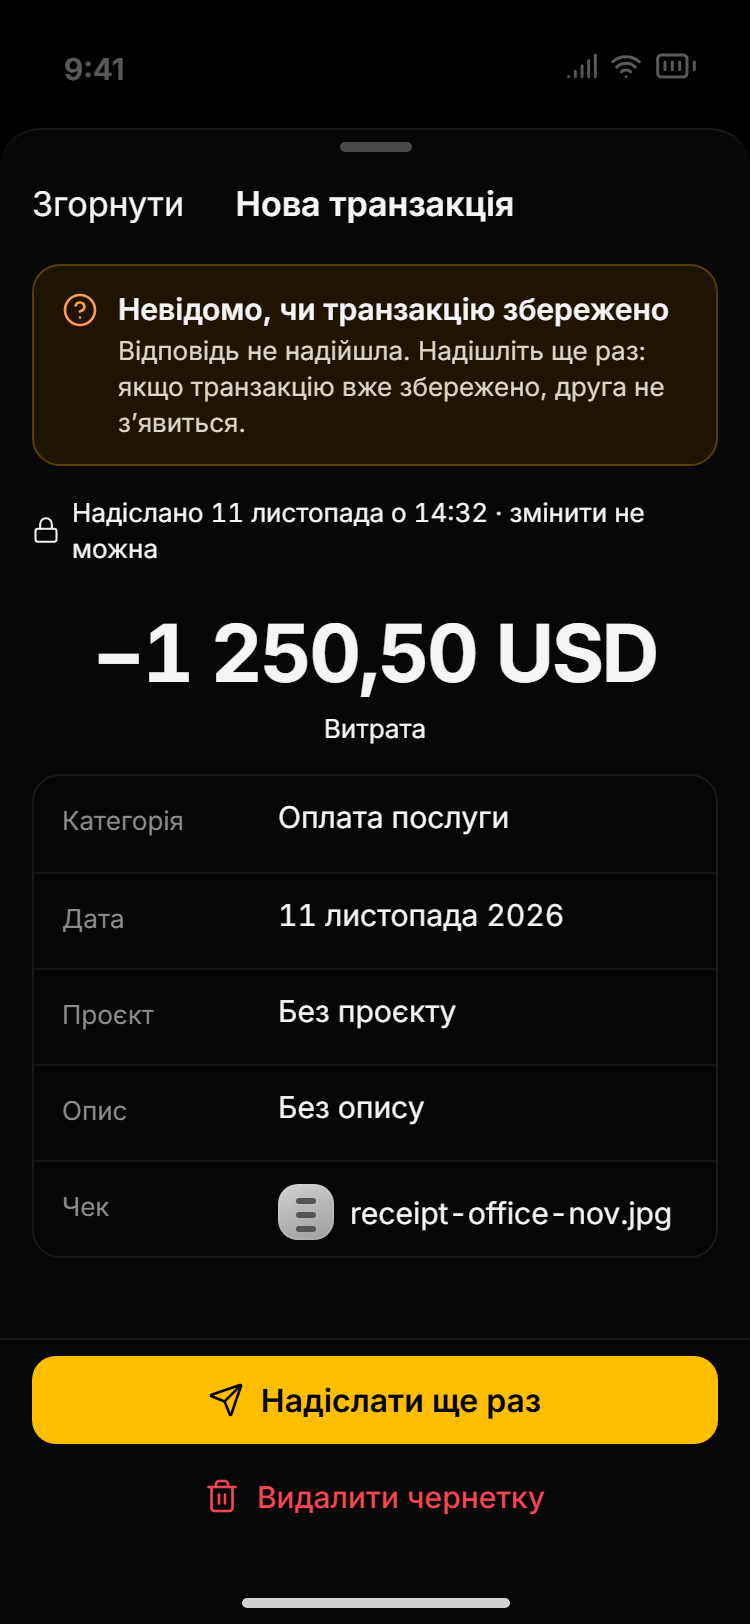 9:41
Згорнути Нова транзакція
Невідомо, чи транзакцію збережено
Відповідь не надійшла. Надішліть ще раз:
якщо транзакцію вже збережено, друга не
з’явиться.
Надіслано 11 листопада о 14:32 · змінити не
можна
−1 250,50 USD
Витрата
Категорія Оплата послуги
Дата 11 листопада 2026
Проєкт Без проєкту
Опис Без опису
Чек receipt-office-nov.jpg
Надіслати ще раз
Видалити чернетку